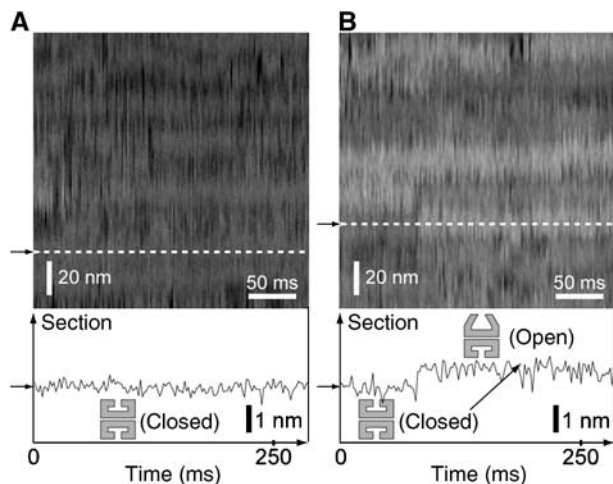 A
20 nm
50 ms
Section
(Closed)
1 nm
0
250
Time (ms)
B
20 nm
50 ms
Section
(Open)
(Closed)
1 nm
0
250
Time (ms)